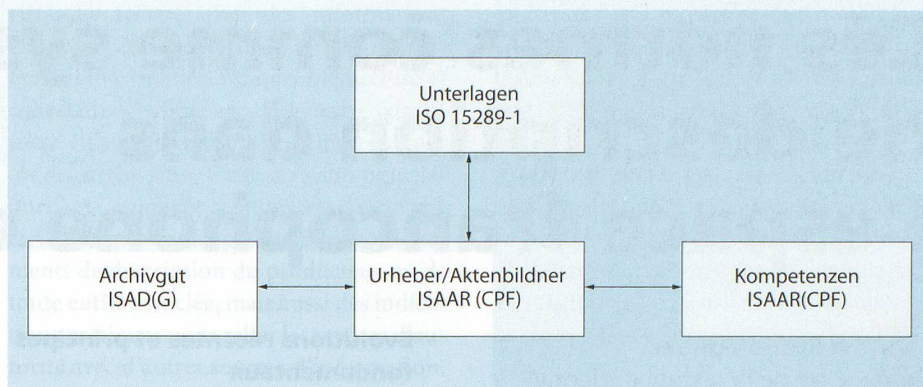 Unterlagen
ISO 15289-1
Archivgut
ISAD(G)
Urheber/Aktenbildner
ISAAR (CPF)
Kompetenzen
ISAAR(CPF)